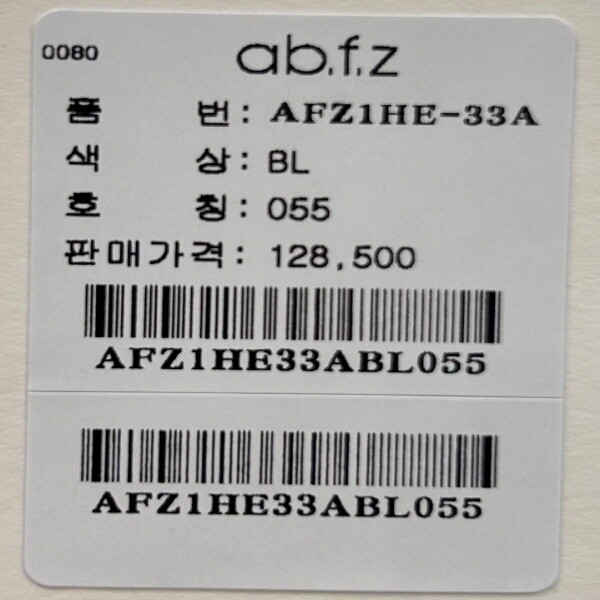 0080 ab.f.z
품 번: AFZ1HE-33A
색 상: BL
호 칭: 055
판매가격: 128,500
AFZ1HE33ABL055
AFZ1HE33ABL055